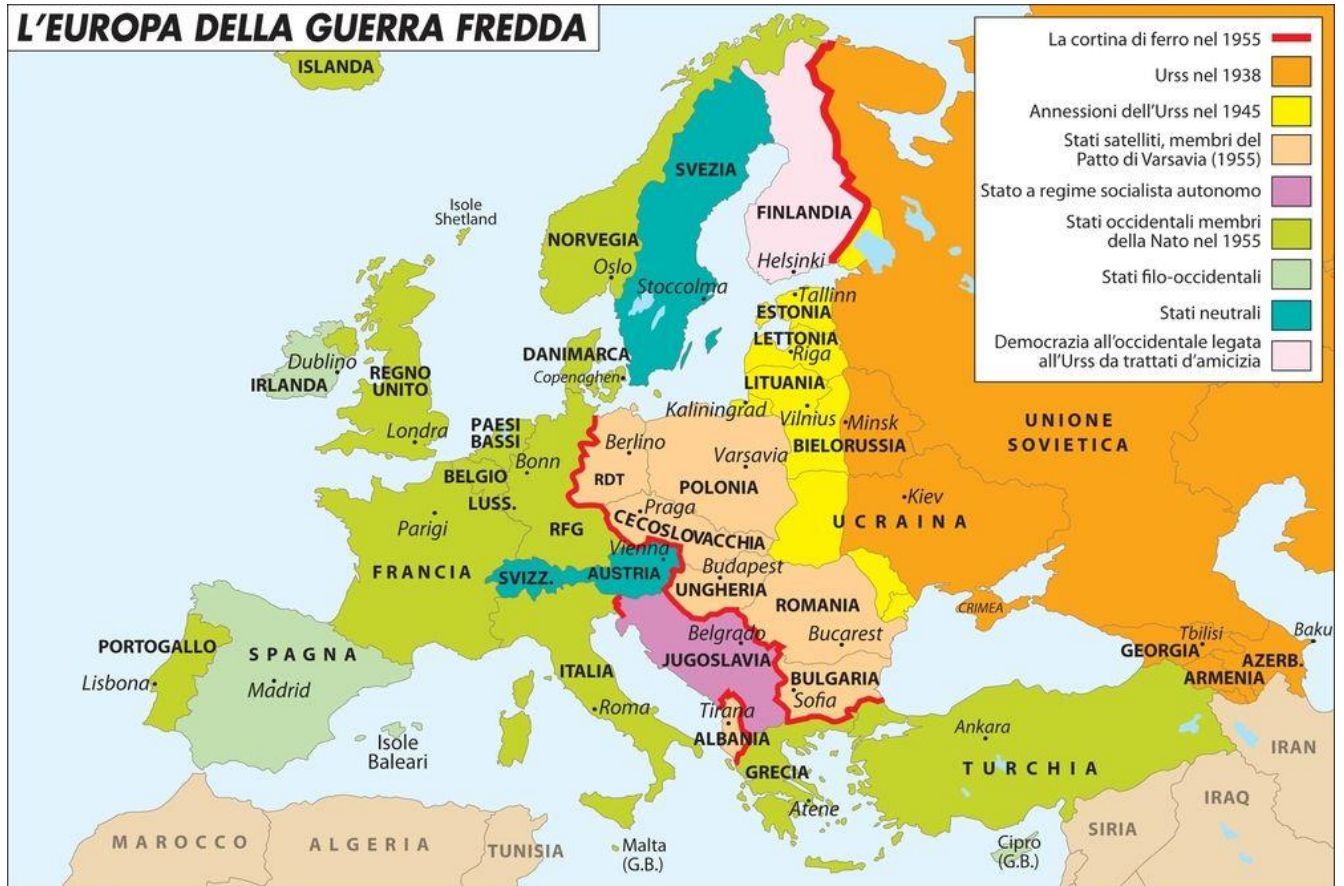 L'EUROPA DELLA GUERRA FREDDA
La cortina di ferro nel 1955
Urss nel 1938
Annessioni dell'Urss nel 1945
Stati satelliti, membri del
Patto di Varsavia (1955)
Stato a regime socialista autonomo
Stati occidentali membri
della Nato nel 1955
Stati filo-occidentali
Stati neutrali
Democrazia all'occidentale legata
all'Urss da trattati d'amicizia
ISLANDA
SVEZIA
Isole
Shetland
FINLANDIA
NORVEGIA
Oslo
Helsinki
Stoccolma
Tallinn
ESTONIA
LETTONIA
Riga
DANIMARCA
Copenaghen
Dublino
IRLANDA
REGNO
UNITO
LITUANIA
Kaliningrad
Vilnius
Minsk
BIELORUSSIA
UNIONE
SOVIETICA
Londra
PAESI
BASSI
Berlino
Varsavia
BELGIO
Bonn
RDT
POLONIA
LUSS.
Kiev
Praga
Parigi
RFG
CECOSLOVACCHIA
UCRAINA
Vienna
FRANCIA
SVIZZ.
AUSTRIA
Budapest
UNGHERIA
ROMANIA
CRIMEA
PORTOGALLO
SPAGNA
Belgrado
Bucarest
Tbilisi
Baku
GEORGIA
AZERB.
ARMENIA
JUGOSLAVIA
ITALIA
BULGARIA
Sofia
Lisbona
Madrid
Roma
Tirana
ALBANIA
Ankara
Isole
Baleari
GRECIA
TURCHIA
IRAN
Atene
IRAQ
SIRIA
MAROCCO
ALGERIA
TUNISIA
Malta
(G.B.)
Cipro
(G.B.)